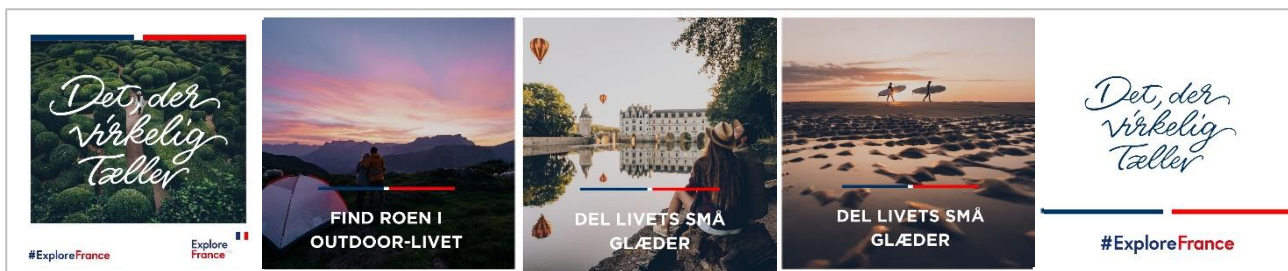 Det, der
virkelig
Tæller
#ExploreFrance
Explore
France
FIND ROEN I
OUTDOOR-LIVET
DEL LIVETS SMÅ
GLÆDER
DEL LIVETS SMÅ
GLÆDER
Det, der
virkelig
Tæller
#ExploreFrance